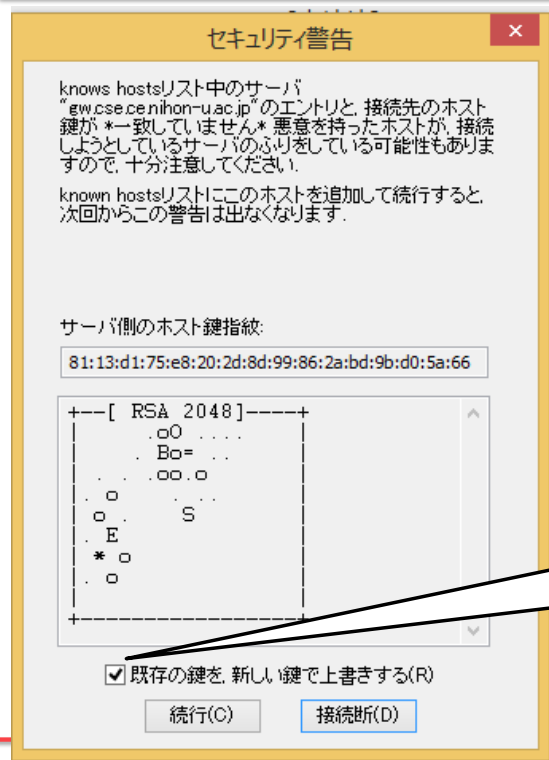 セキュリティ警告
knows hostsリスト中のサーバ
"gw.cse.ce.nihon-u.ac.jp"のエントリと, 接続先のホスト
鍵が *一致していません* 悪意を持ったホストが, 接続
しようとしているサーバのふりをしている可能性もありま
すので, 十分注意してください.
known hostsリストにこのホストを追加して続行すると,
次回からこの警告は出なくなります.
サーバ側のホスト鍵指紋:
81:13:d1:75:e8:20:2d:8d:99:86:2a:bd:9b:d0:5a:66
+--[ RSA 2048]----+
|      .oO ....   |
|     . Bo= ..    |
|  . . .oo.o      |
|. o     . ..     |
| o .     S       |
|. E              |
| * o             |
|. o              |
|                 |
+-----------------+
既存の鍵を, 新しい鍵で上書きする(R)
続行(C)
接続断(D)